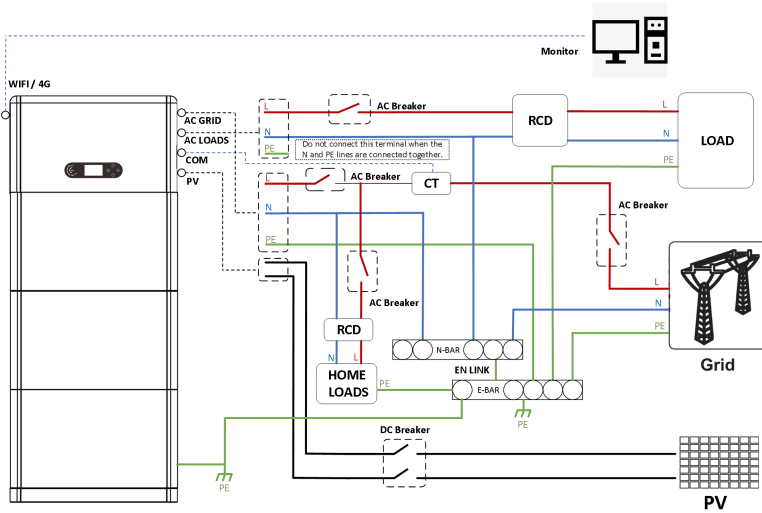 Monitor
WIFI / 4G
AC GRID
AC LOADS
COM
PV
L
AC Breaker
N
PE
Do not connect this terminal when the
N and PE lines are connected together.
RCD
L
N
PE
LOAD
L
AC Breaker
CT
N
PE
AC Breaker
AC Breaker
L
N
PE
Grid
RCD
N
L
HOME
LOADS
PE
N-BAR
EN LINK
E-BAR
PE
DC Breaker
PE
PV